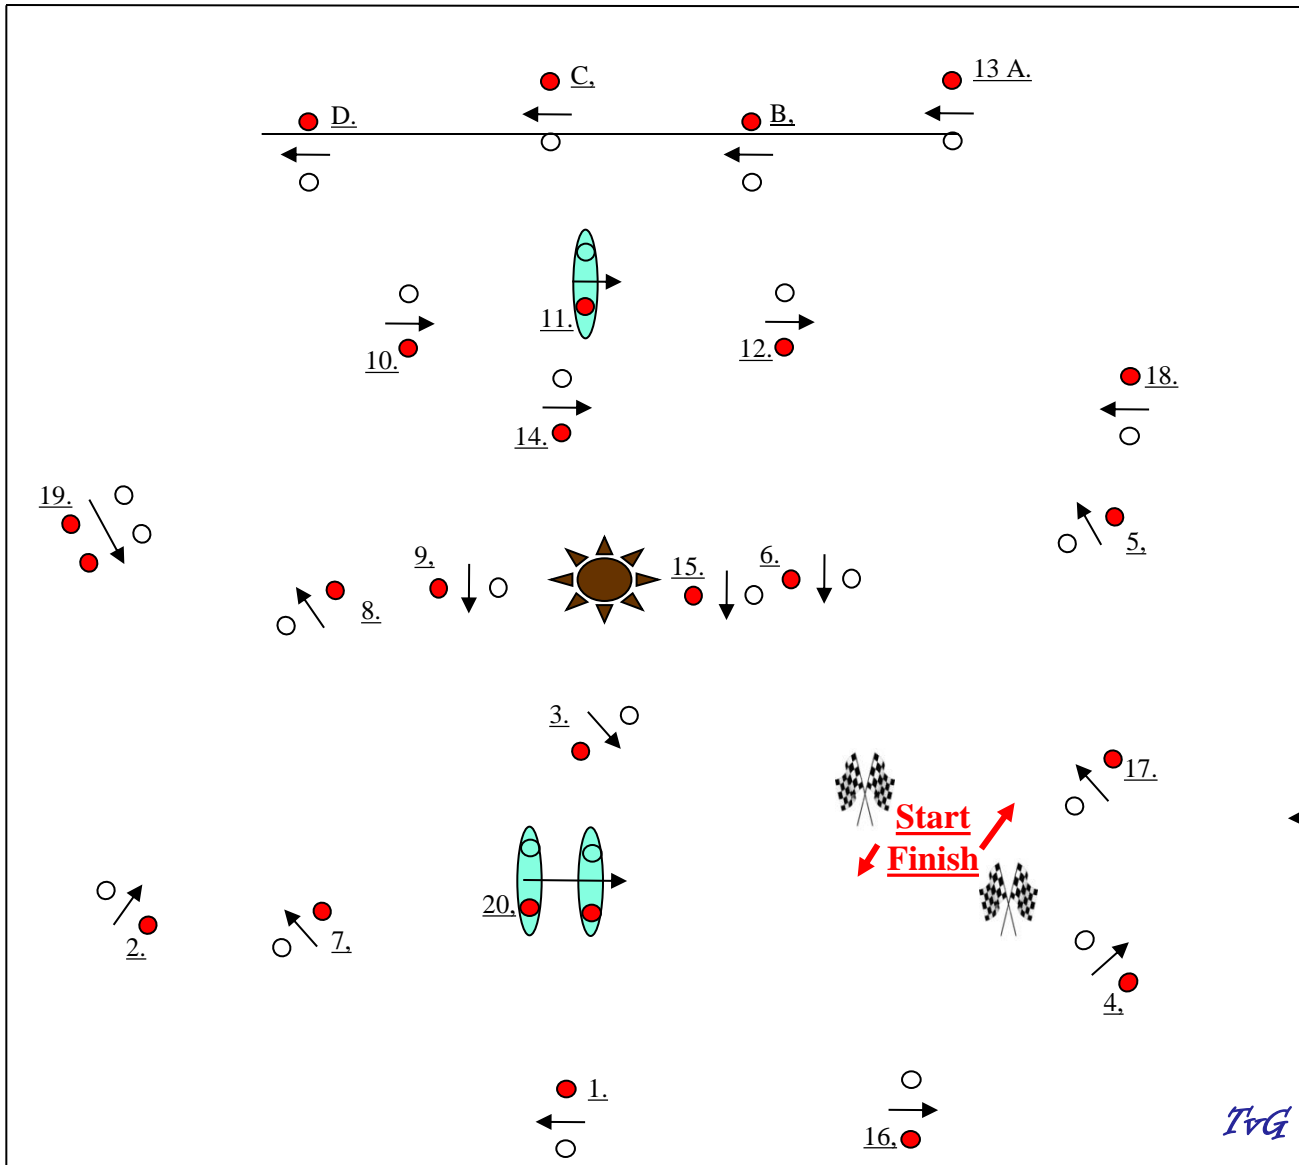 13 A.
C,
D.
B,
11.
10.
12.
18.
14.
19.
5,
9,
15.
6.
8.
3.
17.
Start
Finish
20,
2.
7,
4,
1.
16,
TvG